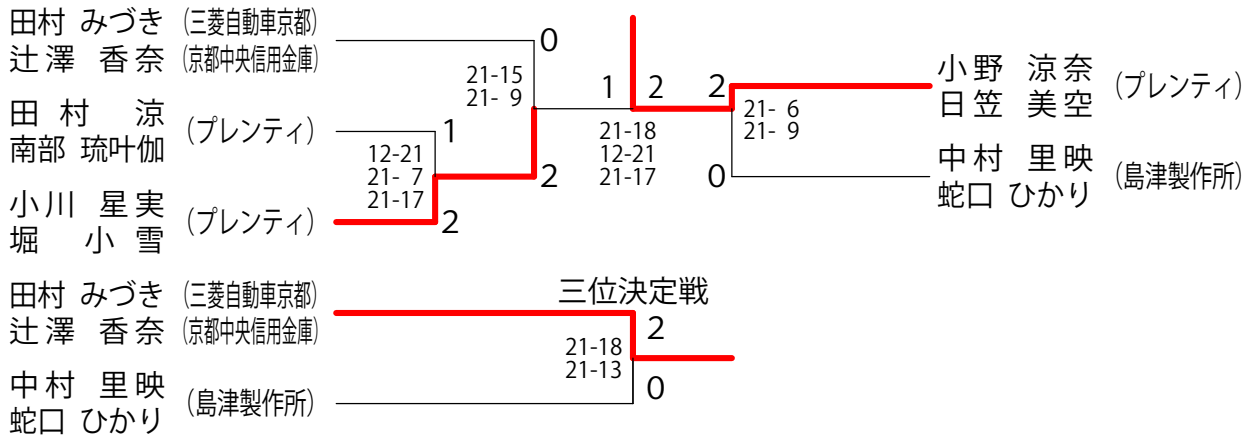 田村 みづき (三菱自動車京都)
辻澤 香奈 (京都中央信用金庫)
0
21-15
21- 9
田村 涼
南部 琉叶伽
(プレンティ)
1
12-21
21- 7
21-17
2
小川 星実
堀 小雪
(プレンティ)
2
1 2
21-18
12-21
21-17
2
21- 6
21- 9
0
小野 涼奈
日笠 美空
(プレンティ)
中村 里映
蛇口 ひかり
(島津製作所)
三位決定戦
田村 みづき (三菱自動車京都)
辻澤 香奈 (京都中央信用金庫)
2
21-18
21-13
0
中村 里映
蛇口 ひかり
(島津製作所)